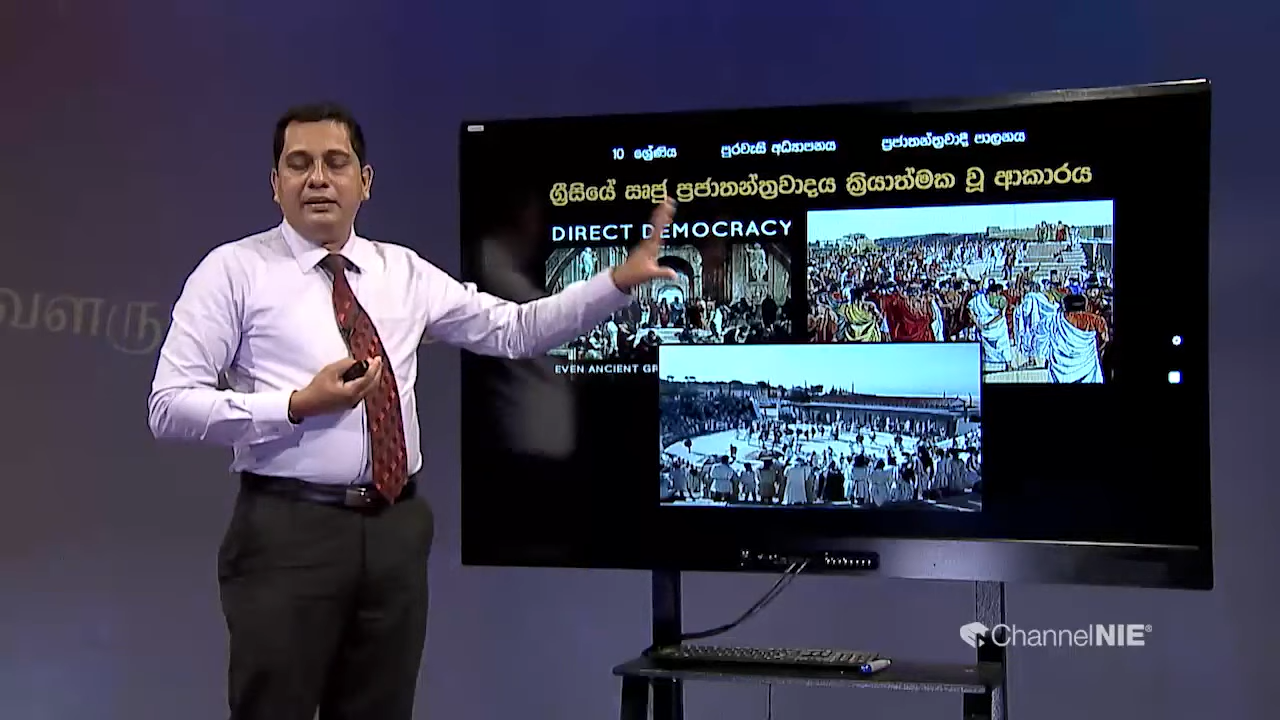 10 ශ්‍රේණිය පුරවැසි අධ්‍යාපනය ප්‍රජාතන්ත්‍රවාදී පාලනය
ග්‍රීසියේ සෘජු ප්‍රජාතන්ත්‍රවාදය ක්‍රියාත්මක වූ ආකාරය
DIRECT DEMOCRACY
EVEN ANCIENT GR
வளரு
ChannelNIE®